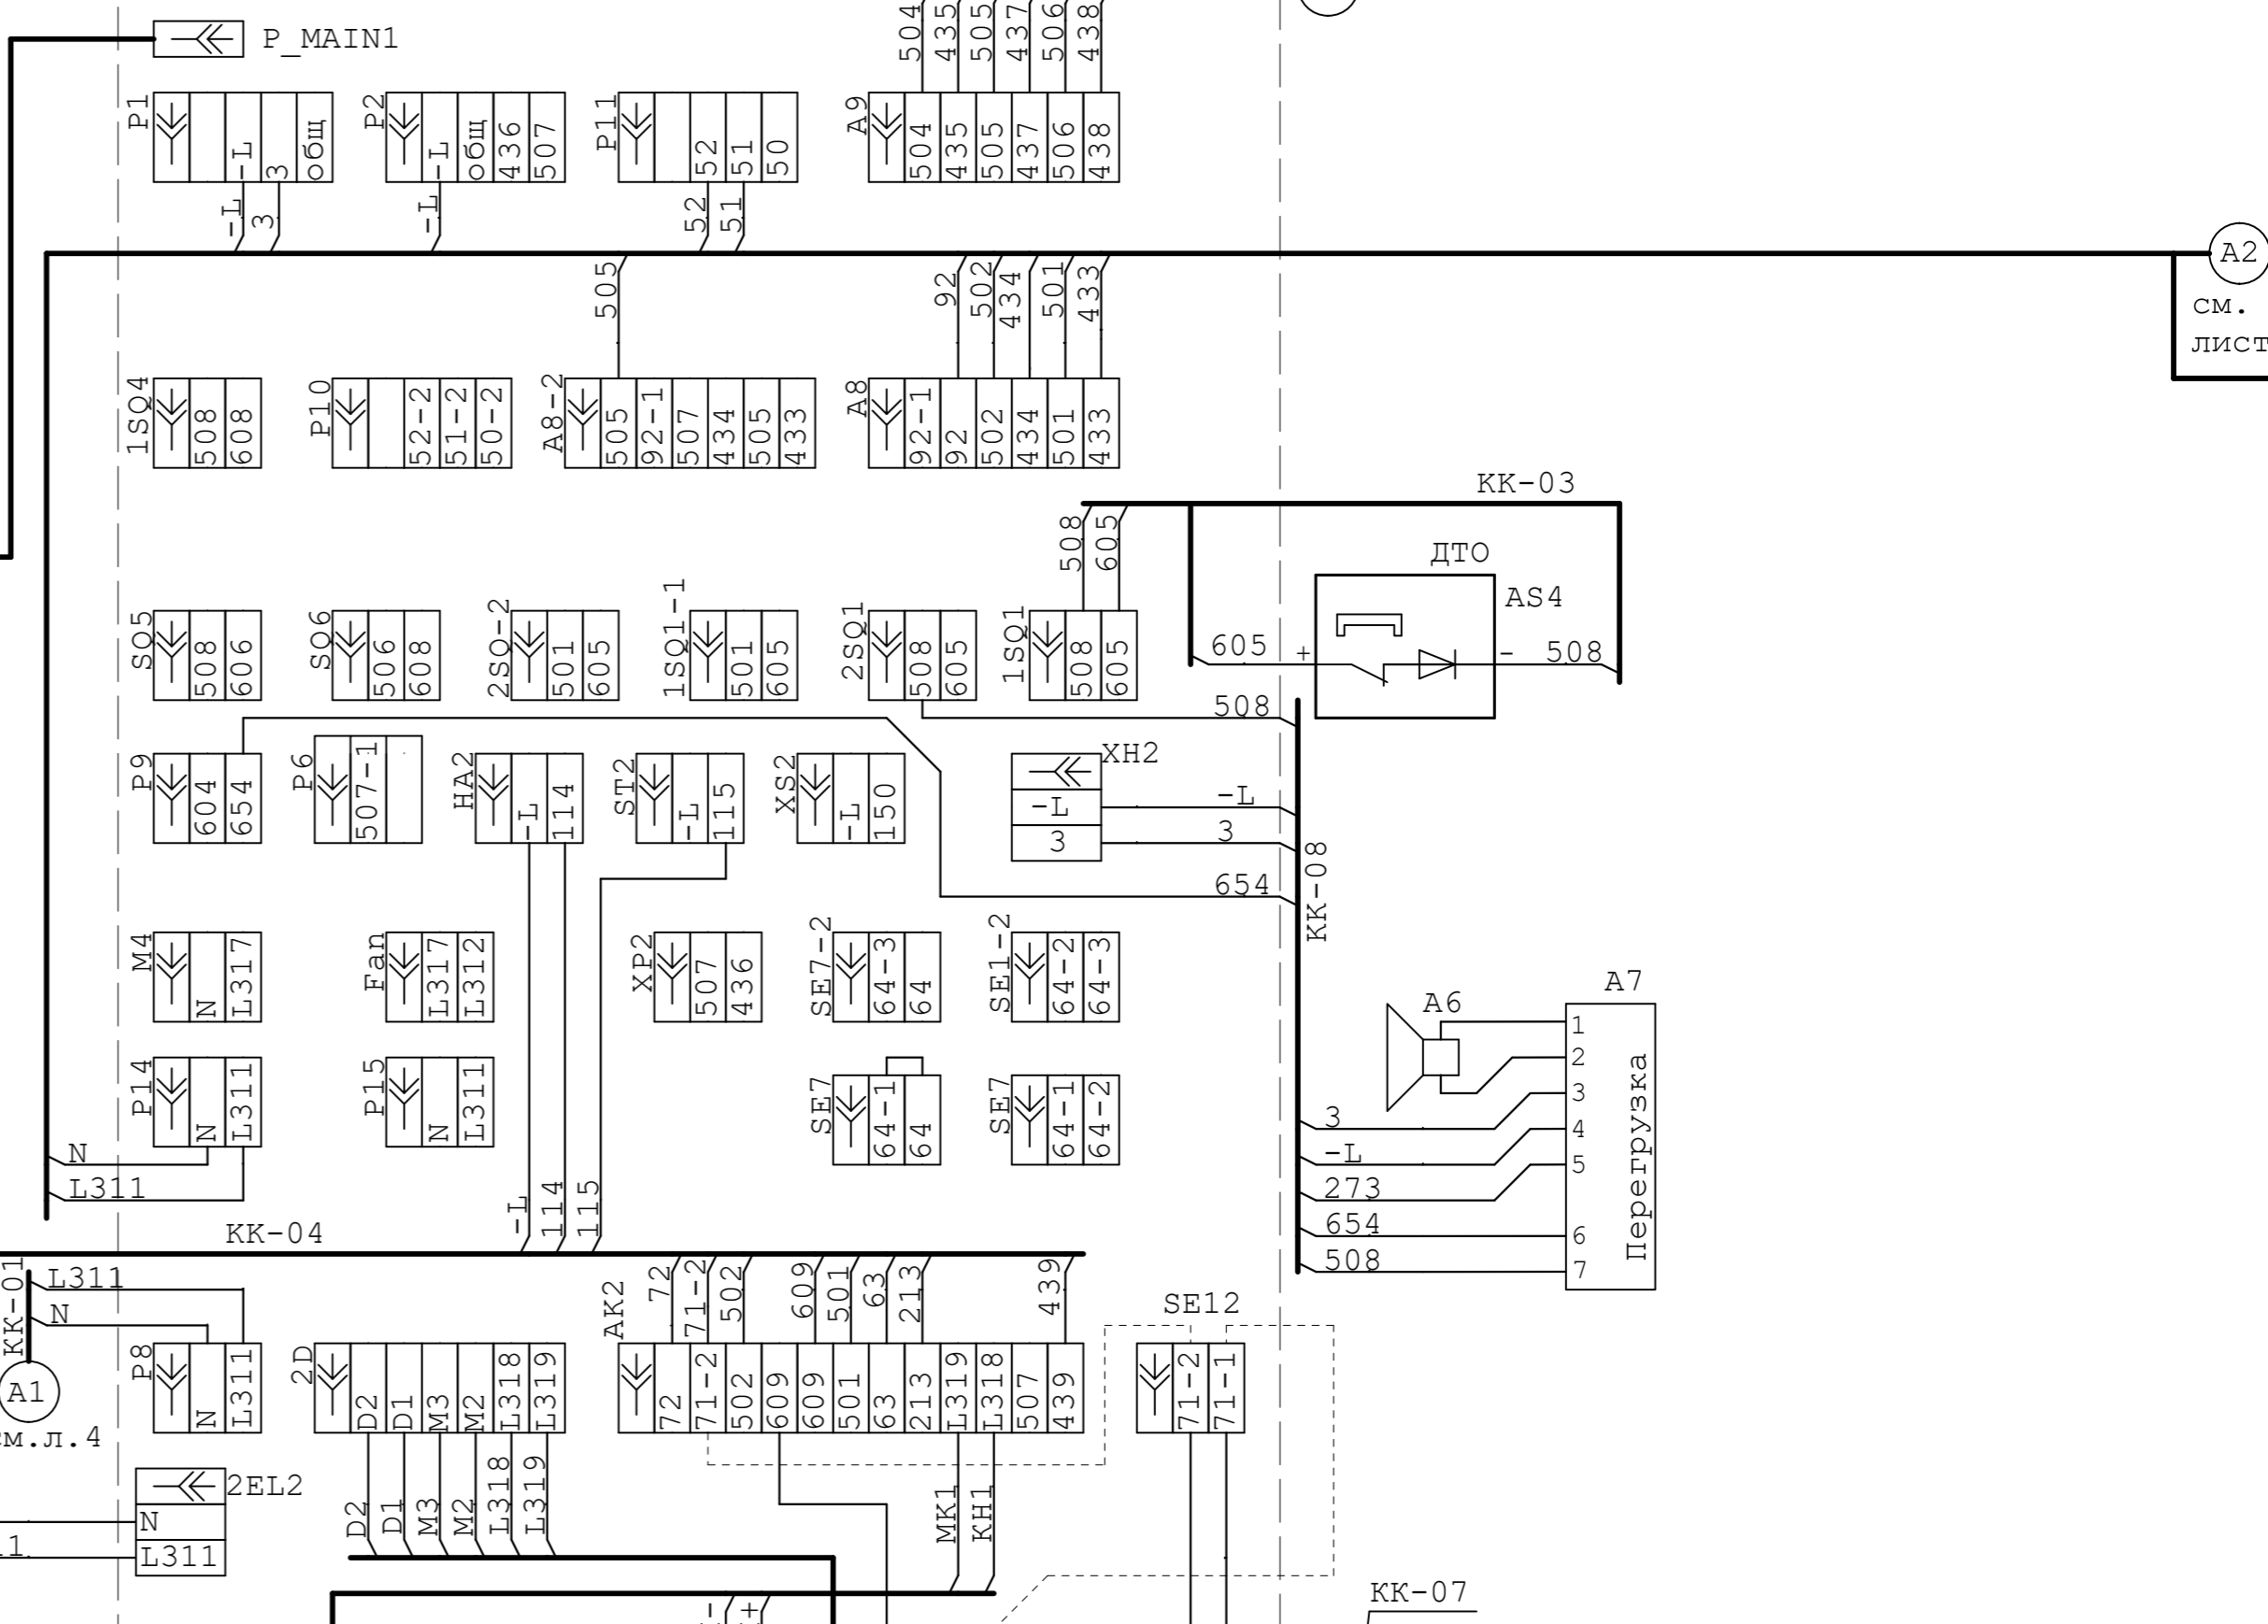 504 435 505 437 506 438
P_MAIN1
P1 -L 3 общ
P2 -L общ 436 507
P11 52 51 50
A9 504 435 505 437 506 438
-L 3 -L 52 51
A2
см.
лист
505 92 502 434 501 433
1SQ4 508 608
P10 52-2 51-2 50-2
A8-2 505 92-1 507 434 505 433
A8 92-1 92 502 434 501 433
КК-03
508 605
ДТО
AS4
605 + - 508
SQ5 508 606
SQ6 506 608
2SQ-2 501 605
1SQ1-1 501 605
2SQ1 508 605
1SQ1 508 605
508
P9 604 654
P6 507-1
HA2 -L 114
ST2 -L 115
XS2 -L 150
XH2
-L -L
3 3
654
КК-08
M4 N L317
Fan L317 L312
XP2 507 436
SE7-2 64-3 64
SE1-2 64-2 64-3
A7
A6
1
2
3
4
5
6
7
Перегрузка
3
-L
273
654
508
P14 N L311
P15 N L311
SE7 64-1 64
SE7 64-1 64-2
N
L311
-L 114 115
КК-04
КК-01
L311
N
72 71-2 502 609 501 63 213 439
SE12
A1
см.л.4
P8 N L311
2D D2 D1 M3 M2 L318 L319
AK2 72 71-2 502 609 609 501 63 213 L319 L318 507 439
71-2 71-1
2EL2
N
L311
D2 D1 M3 M2 L318 L319
MK1 KH1
КК-07
- +